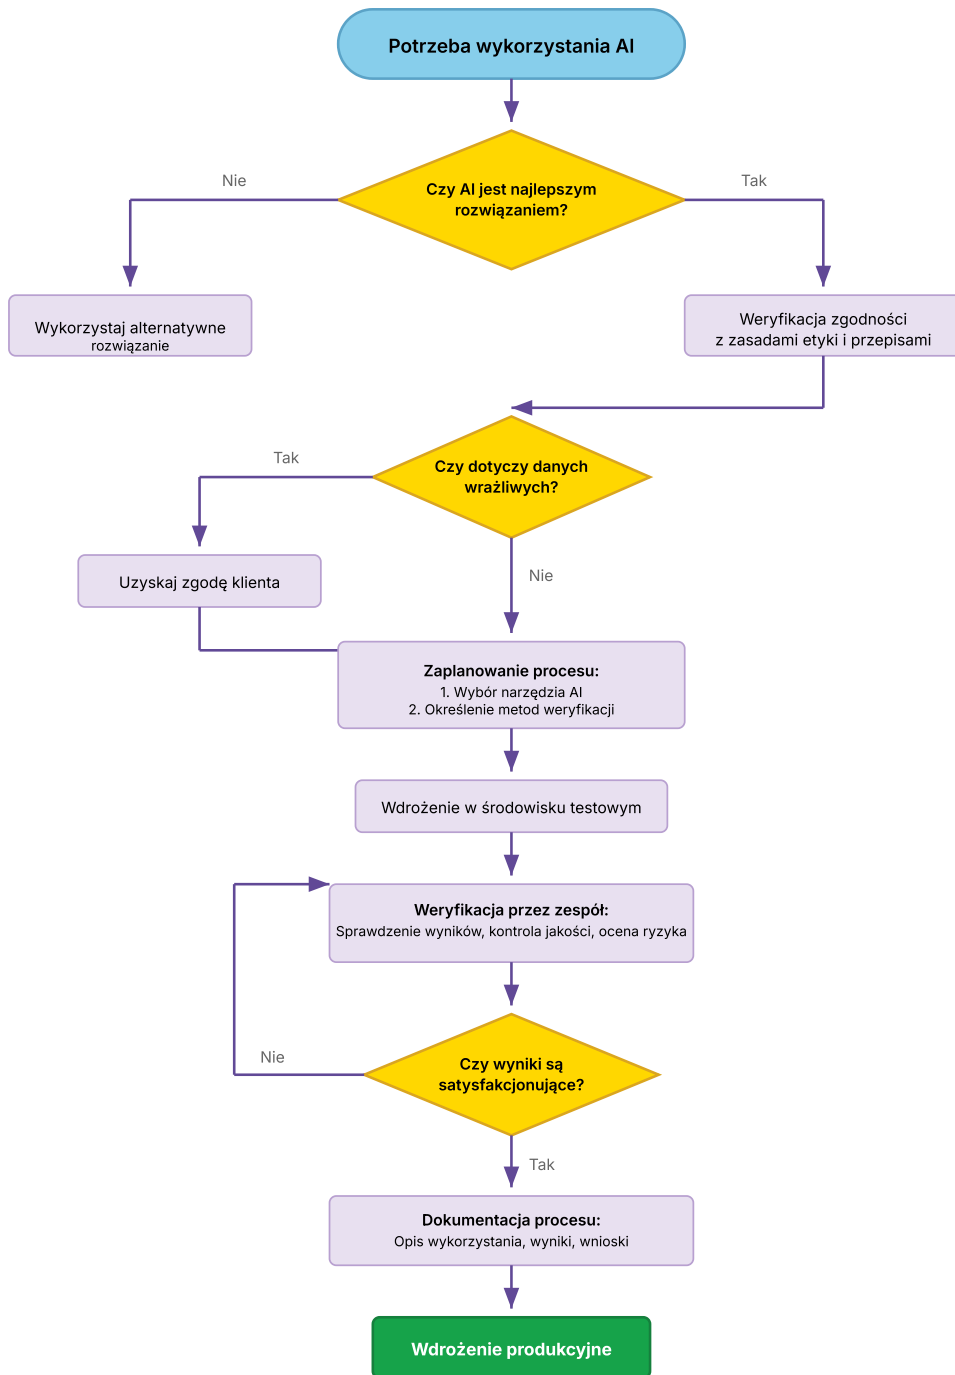 Potrzeba wykorzystania AI
Czy AI jest najlepszym
rozwiązaniem?
Nie
Tak
Wykorzystaj alternatywne
rozwiązanie
Weryfikacja zgodności
z zasadami etyki i przepisami
Czy dotyczy danych
wrażliwych?
Tak
Nie
Uzyskaj zgodę klienta
Zaplanowanie procesu:
1. Wybór narzędzia AI
2. Określenie metod weryfikacji
Wdrożenie w środowisku testowym
Weryfikacja przez zespół:
Sprawdzenie wyników, kontrola jakości, ocena ryzyka
Czy wyniki są
satysfakcjonujące?
Nie
Tak
Dokumentacja procesu:
Opis wykorzystania, wyniki, wnioski
Wdrożenie produkcyjne